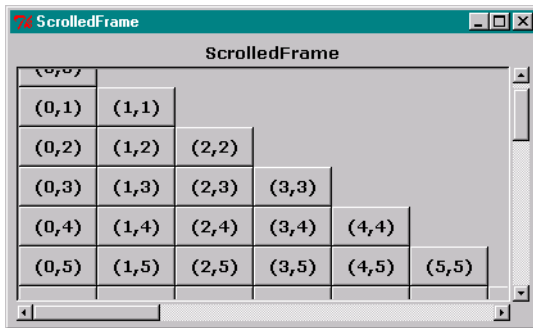 ScrolledFrame
ScrolledFrame
(0,0)
(0,1) (1,1)
(0,2) (1,2) (2,2)
(0,3) (1,3) (2,3) (3,3)
(0,4) (1,4) (2,4) (3,4) (4,4)
(0,5) (1,5) (2,5) (3,5) (4,5) (5,5)